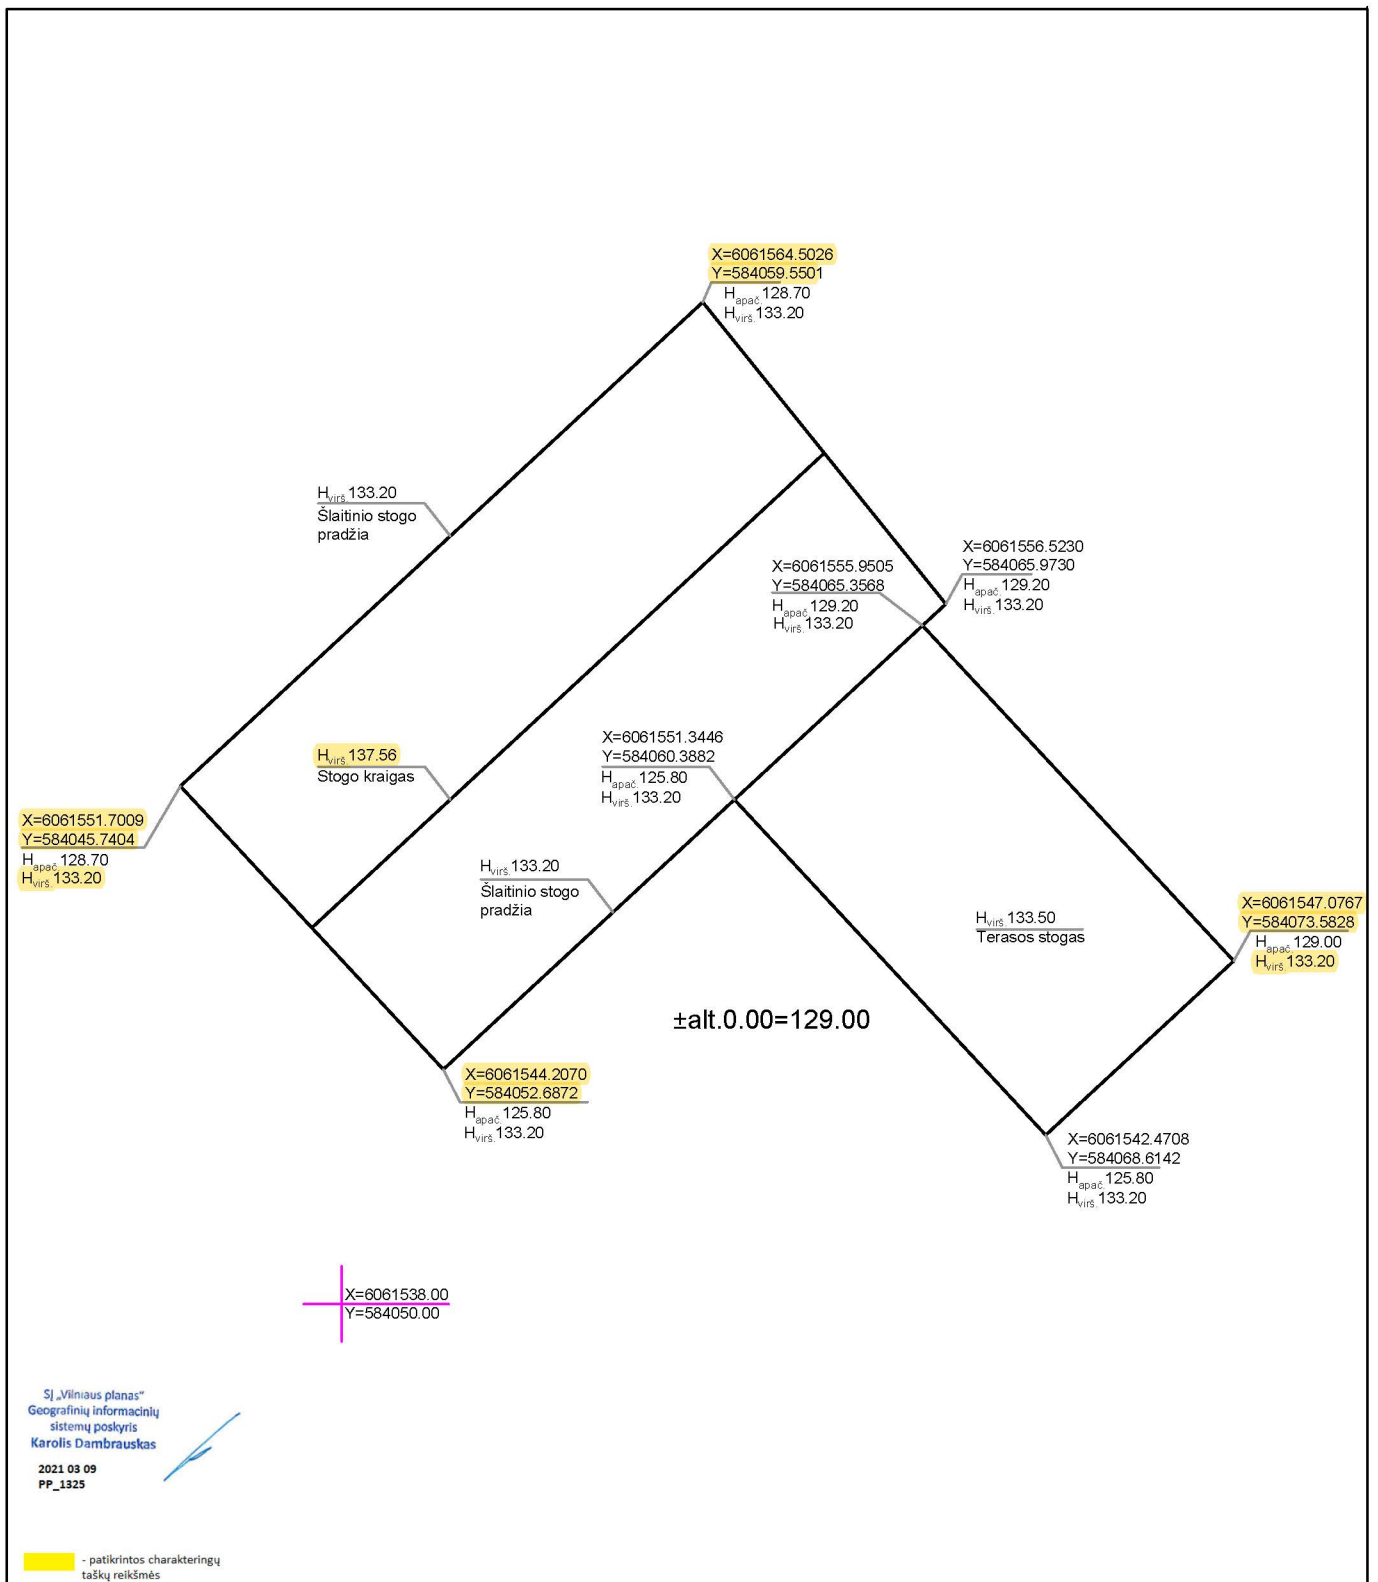 X=6061564.5026
Y=584059.5501
Hapač.128.70
Hvirš.133.20
Hvirš.133.20
Šlaitinio stogo
pradžia
X=6061556.5230
Y=584065.9730
Hapač.129.20
Hvirš.133.20
X=6061555.9505
Y=584065.3568
Hapač.129.20
Hvirš.133.20
X=6061551.3446
Y=584060.3882
Hapač.125.80
Hvirš.133.20
Hvirš.137.56
Stogo kraigas
X=6061551.7009
Y=584045.7404
Hapač.128.70
Hvirš.133.20
Hvirš.133.20
Šlaitinio stogo
pradžia
Hvirš.133.50
Terasos stogas
X=6061547.0767
Y=584073.5828
Hapač.129.00
Hvirš.133.20
±alt.0.00=129.00
X=6061544.2070
Y=584052.6872
Hapač.125.80
Hvirš.133.20
X=6061542.4708
Y=584068.6142
Hapač.125.80
Hvirš.133.20
X=6061538.00
Y=584050.00
SĮ „Vilniaus planas“
Geografinių informacinių
sistemų poskyris
Karolis Dambrauskas
2021 03 09
PP_1325
- patikrintos charakteringų
taškų reikšmės